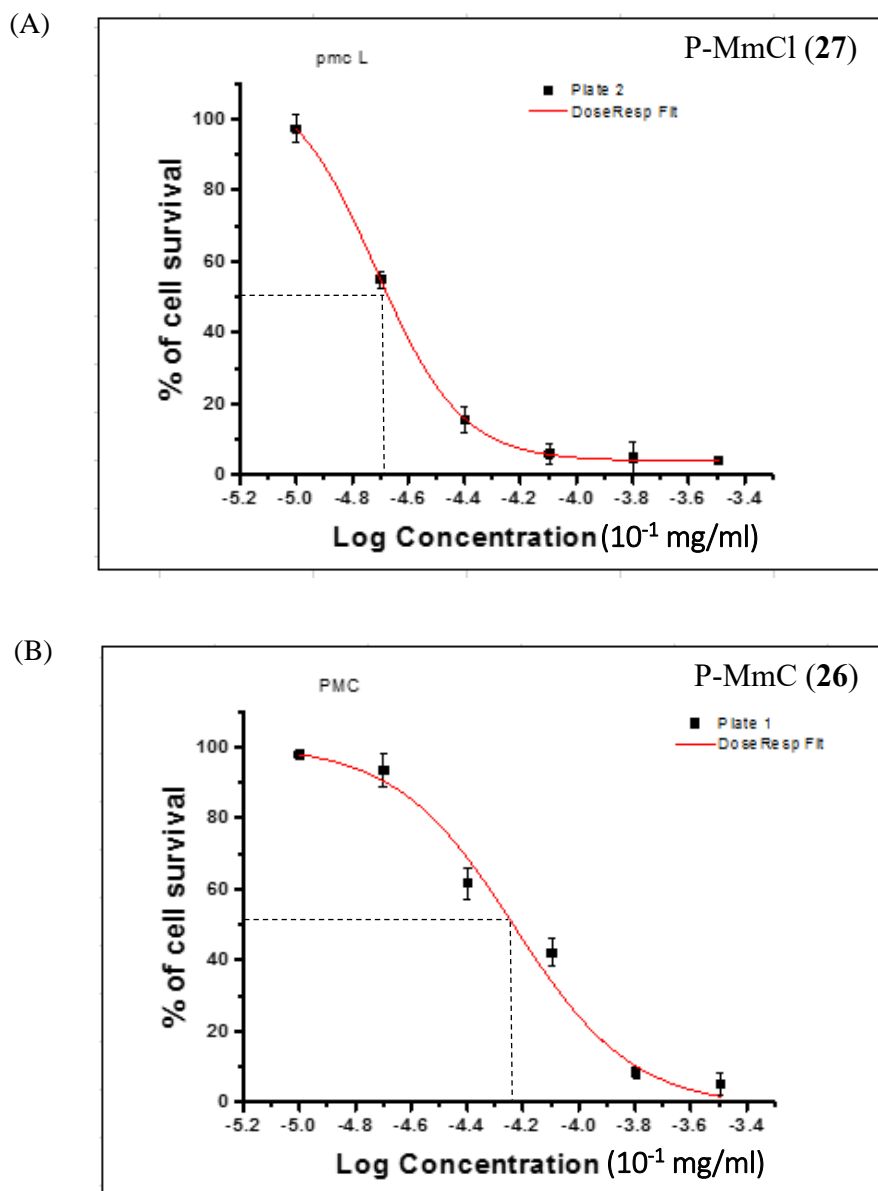 (A)
P-MmCl (27)
pmc L
Plate 2
DoseResp Fit
% of cell survival
100
80
60
40
20
0
-5.2 -5.0 -4.8 -4.6 -4.4 -4.2 -4.0 -3.8 -3.6 -3.4
Log Concentration (10⁻¹ mg/ml)
(B)
P-MmC (26)
PMC
Plate 1
DoseResp Fit
% of cell survival
100
80
60
40
20
0
-5.2 -5.0 -4.8 -4.6 -4.4 -4.2 -4.0 -3.8 -3.6 -3.4
Log Concentration (10⁻¹ mg/ml)